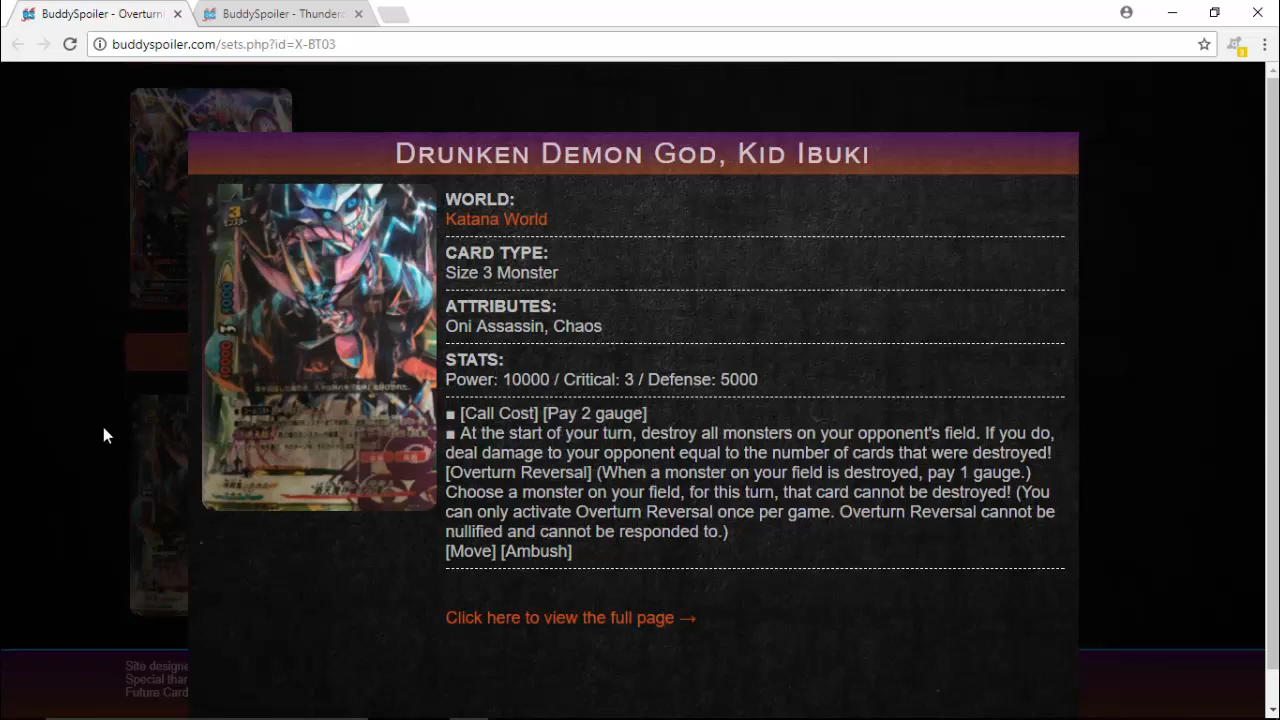 BuddySpoiler - Overturni
BuddySpoiler - Thunderc
buddyspoiler.com/sets.php?id=X-BT03
Drunken Demon God, Kid Ibuki
WORLD:
Katana World
CARD TYPE:
Size 3 Monster
ATTRIBUTES:
Oni Assassin, Chaos
STATS:
Power: 10000 / Critical: 3 / Defense: 5000
■ [Call Cost] [Pay 2 gauge]
■ At the start of your turn, destroy all monsters on your opponent's field. If you do,
deal damage to your opponent equal to the number of cards that were destroyed!
[Overturn Reversal] (When a monster on your field is destroyed, pay 1 gauge.)
Choose a monster on your field, for this turn, that card cannot be destroyed! (You
can only activate Overturn Reversal once per game. Overturn Reversal cannot be
nullified and cannot be responded to.)
[Move] [Ambush]
Click here to view the full page →
Site designe
Special than
Future Card
3